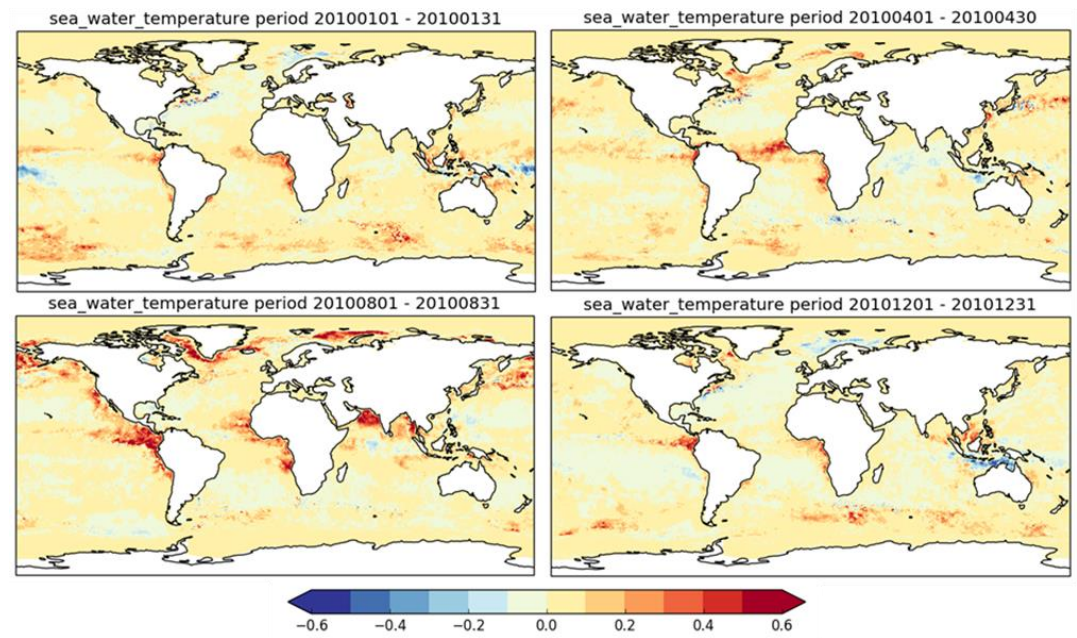 sea_water_temperature period 20100101 - 20100131
sea_water_temperature period 20100401 - 20100430
sea_water_temperature period 20100801 - 20100831
sea_water_temperature period 20101201 - 20101231
−0.6 −0.4 −0.2 0.0 0.2 0.4 0.6